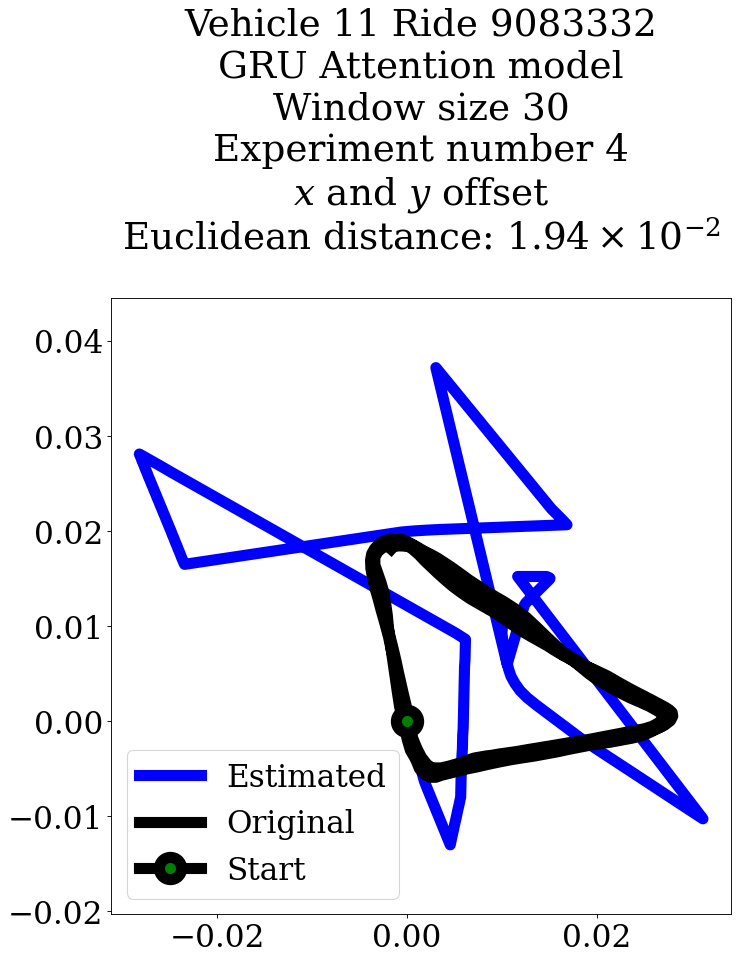 Vehicle 11 Ride 9083332
GRU Attention model
Window size 30
Experiment number 4
x and y offset
Euclidean distance: 1.94 × 10⁻²
0.04
0.03
0.02
0.01
0.00
−0.01
−0.02
Estimated
Original
Start
−0.02 0.00 0.02